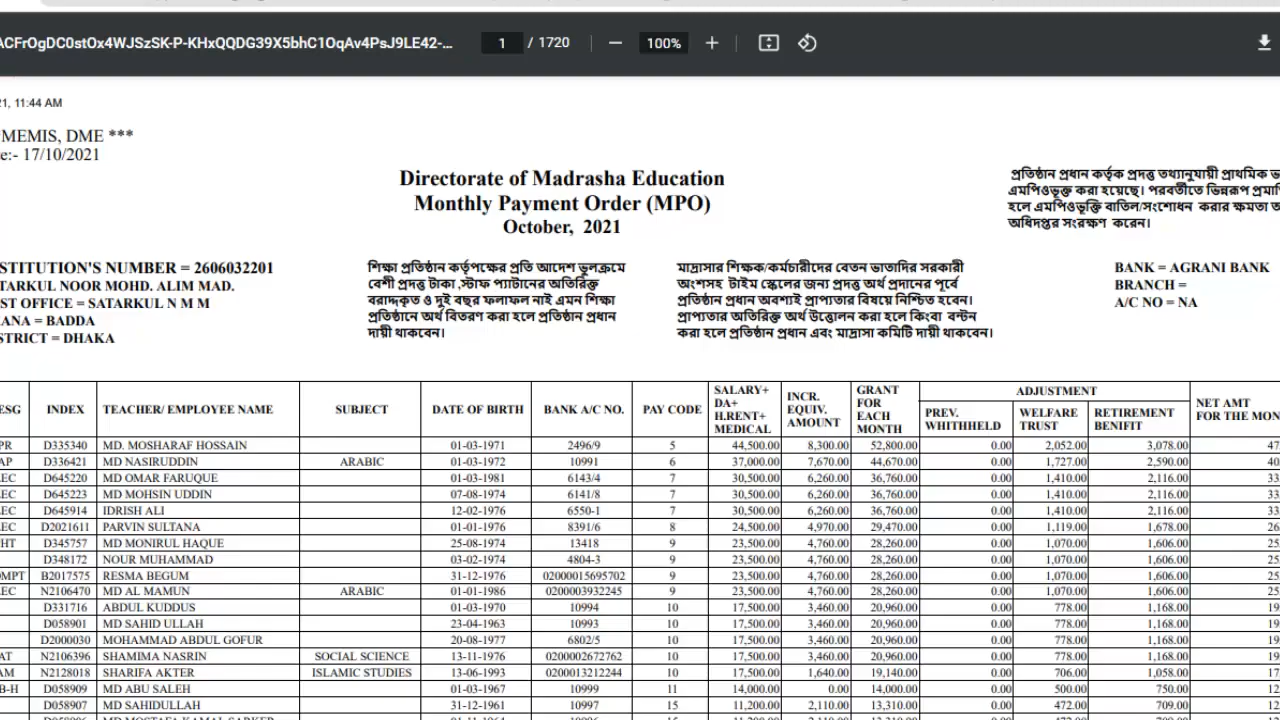 ACFrOgDC0stOx4WJSzSK-P-KHxQQDG39X5bhC1OqAv4PsJ9LE42-... 1 / 1720 100%
21, 11:44 AM
MEMIS, DME ***
e:- 17/10/2021
Directorate of Madrasha Education
Monthly Payment Order (MPO)
October, 2021
প্রতিষ্ঠান প্রধান কর্তৃক প্রদত্ত তথ্যানুযায়ী প্রাথমিক
এমপিওভূক্ত করা হয়েছে। পরবর্তীতে ভিন্নরূপ
হলে এমপিওভূক্তি বাতিল/সংশোধন করার ক্ষমতা
অধিদপ্তর সংরক্ষণ করেন।
STITUTION'S NUMBER = 2606032201
TARKUL NOOR MOHD. ALIM MAD.
ST OFFICE = SATARKUL N M M
ANA = BADDA
STRICT = DHAKA
শিক্ষা প্রতিষ্ঠান কর্তৃপক্ষের প্রতি আদেশ ভুলক্রমে
বেশী প্রদত্ত টাকা ,স্টাফ প্যাটানের অতিরিক্ত
বরাদ্দকৃত ও দুই বছর ফলাফল নাই এমন শিক্ষা
প্রতিষ্ঠানে অর্থ বিতরণ করা হলে প্রতিষ্ঠান প্রধান
দায়ী থাকবেন।
মাদ্রাসার শিক্ষক/কর্মচারীদের বেতন ভাতাদির সরকারী
অংশসহ টাইম স্কেলের জন্য প্রদত্ত অর্থ প্রদানের পূর্বে
প্রতিষ্ঠান প্রধান অবশ্যই প্রাপ্যতার বিষয়ে নিশ্চিত হবেন।
প্রাপ্যতার অতিরিক্ত অর্থ উত্তোলন করা হলে কিংবা বন্টন
করা হলে প্রতিষ্ঠান প্রধান এবং মাদ্রাসা কমিটি দায়ী থাকবেন।
BANK = AGRANI BANK
BRANCH =
A/C NO = NA
ESG INDEX TEACHER/ EMPLOYEE NAME SUBJECT DATE OF BIRTH BANK A/C NO. PAY CODE SALARY+ DA+ H.RENT+ MEDICAL INCR. EQUIV. AMOUNT GRANT FOR EACH MONTH ADJUSTMENT PREV. WHITHHELD WELFARE TRUST RETIREMENT BENIFIT NET AMT FOR THE MON
PR D335340 MD. MOSHARAF HOSSAIN 01-03-1971 2496/9 5 44,500.00 8,300.00 52,800.00 0.00 2,052.00 3,078.00 47
AP D336421 MD NASIRUDDIN ARABIC 01-03-1972 10991 6 37,000.00 7,670.00 44,670.00 0.00 1,727.00 2,590.00 40
EC D645220 MD OMAR FARUQUE 01-03-1981 6143/4 7 30,500.00 6,260.00 36,760.00 0.00 1,410.00 2,116.00 33
EC D645223 MD MOHSIN UDDIN 07-08-1974 6141/8 7 30,500.00 6,260.00 36,760.00 0.00 1,410.00 2,116.00 33
EC D645914 IDRISH ALI 12-02-1976 6550-1 7 30,500.00 6,260.00 36,760.00 0.00 1,410.00 2,116.00 33
EC D2021611 PARVIN SULTANA 01-01-1976 8391/6 8 24,500.00 4,970.00 29,470.00 0.00 1,119.00 1,678.00 26
HT D345757 MD MONIRUL HAQUE 25-08-1974 13418 9 23,500.00 4,760.00 28,260.00 0.00 1,070.00 1,606.00 25
D348172 NOUR MUHAMMAD 03-02-1974 4804-3 9 23,500.00 4,760.00 28,260.00 0.00 1,070.00 1,606.00 25
OMPT B2017575 RESMA BEGUM 31-12-1976 02000015695702 9 23,500.00 4,760.00 28,260.00 0.00 1,070.00 1,606.00 25
EC N2106470 MD AL MAMUN ARABIC 01-01-1986 0200003932245 9 23,500.00 4,760.00 28,260.00 0.00 1,070.00 1,606.00 25
D331716 ABDUL KUDDUS 01-03-1970 10994 10 17,500.00 3,460.00 20,960.00 0.00 778.00 1,168.00 19
D058901 MD SAHID ULLAH 23-04-1963 10993 10 17,500.00 3,460.00 20,960.00 0.00 778.00 1,168.00 19
D2000030 MOHAMMAD ABDUL GOFUR 20-08-1977 6802/5 10 17,500.00 3,460.00 20,960.00 0.00 778.00 1,168.00 19
AT N2106396 SHAMIMA NASRIN SOCIAL SCIENCE 13-11-1976 0200002672762 10 17,500.00 3,460.00 20,960.00 0.00 778.00 1,168.00 19
AM N2128018 SHARIFA AKTER ISLAMIC STUDIES 13-06-1993 0200013212244 10 17,500.00 1,640.00 19,140.00 0.00 706.00 1,058.00 17
B-H D058909 MD ABU SALEH 01-03-1967 10999 11 14,000.00 0.00 14,000.00 0.00 500.00 750.00 12
D058907 MD SAHIDULLAH 31-12-1961 10997 15 11,200.00 2,110.00 13,310.00 0.00 472.00 709.00 12